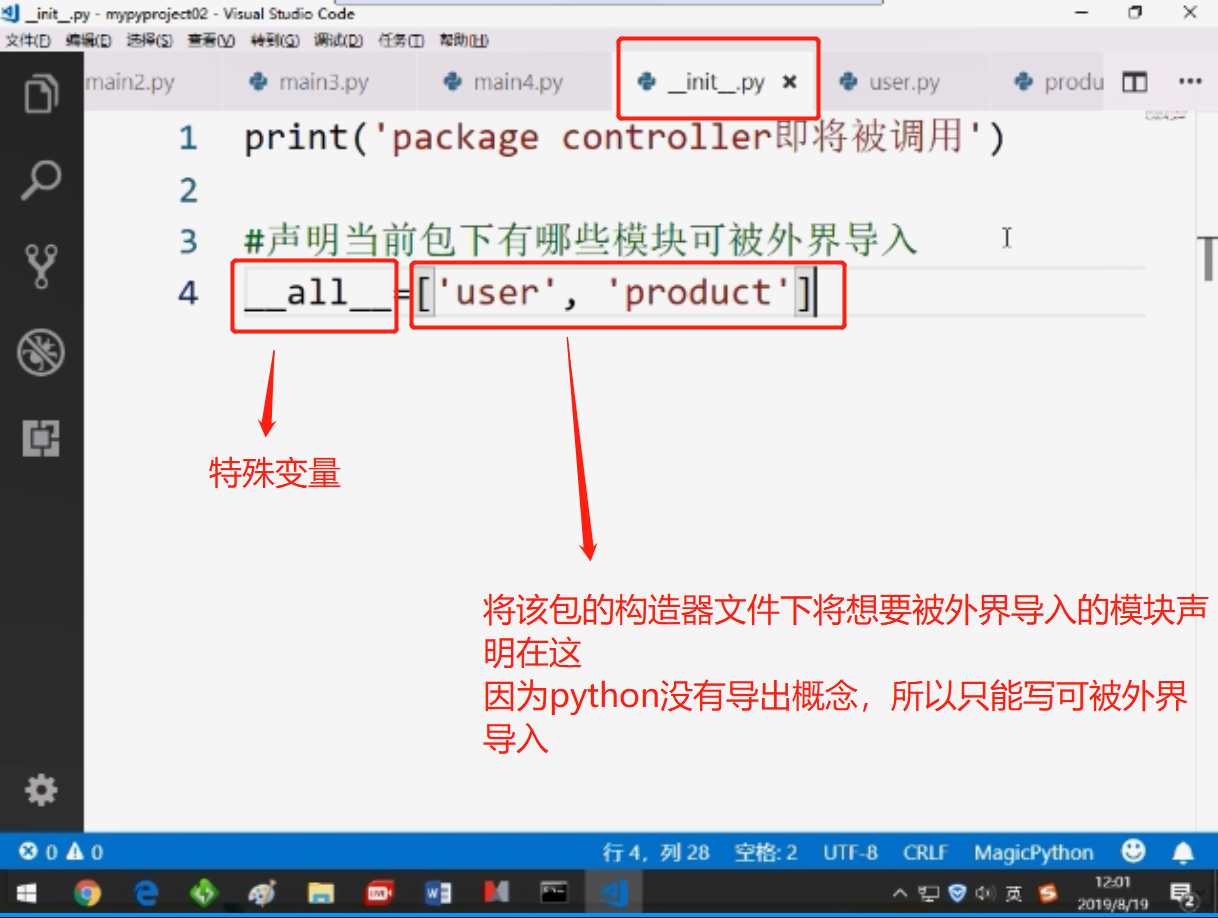 __init__.py - mypyproject02 - Visual Studio Code
文件(F) 编辑(E) 选择(S) 查看(V) 转到(G) 调试(D) 任务(T) 帮助(H)
main2.py main3.py main4.py __init__.py user.py produ
1 print('package controller即将被调用')
2
3 #声明当前包下有哪些模块可被外界导入
4 __all__=['user', 'product']
特殊变量
将该包的构造器文件下将想要被外界导入的模块声
明在这
因为python没有导出概念，所以只能写可被外界
导入
0 0 行 4，列 28 空格: 2 UTF-8 CRLF MagicPython
英 12:01
2019/8/19 2